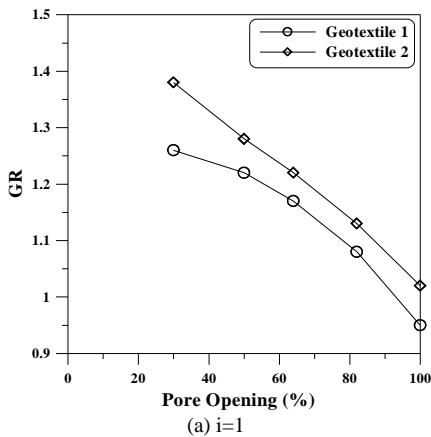 1.5
Geotextile 1
Geotextile 2
1.4
1.3
GR
1.2
1.1
1
0.9
0 20 40 60 80 100
Pore Opening (%)
(a) i=1